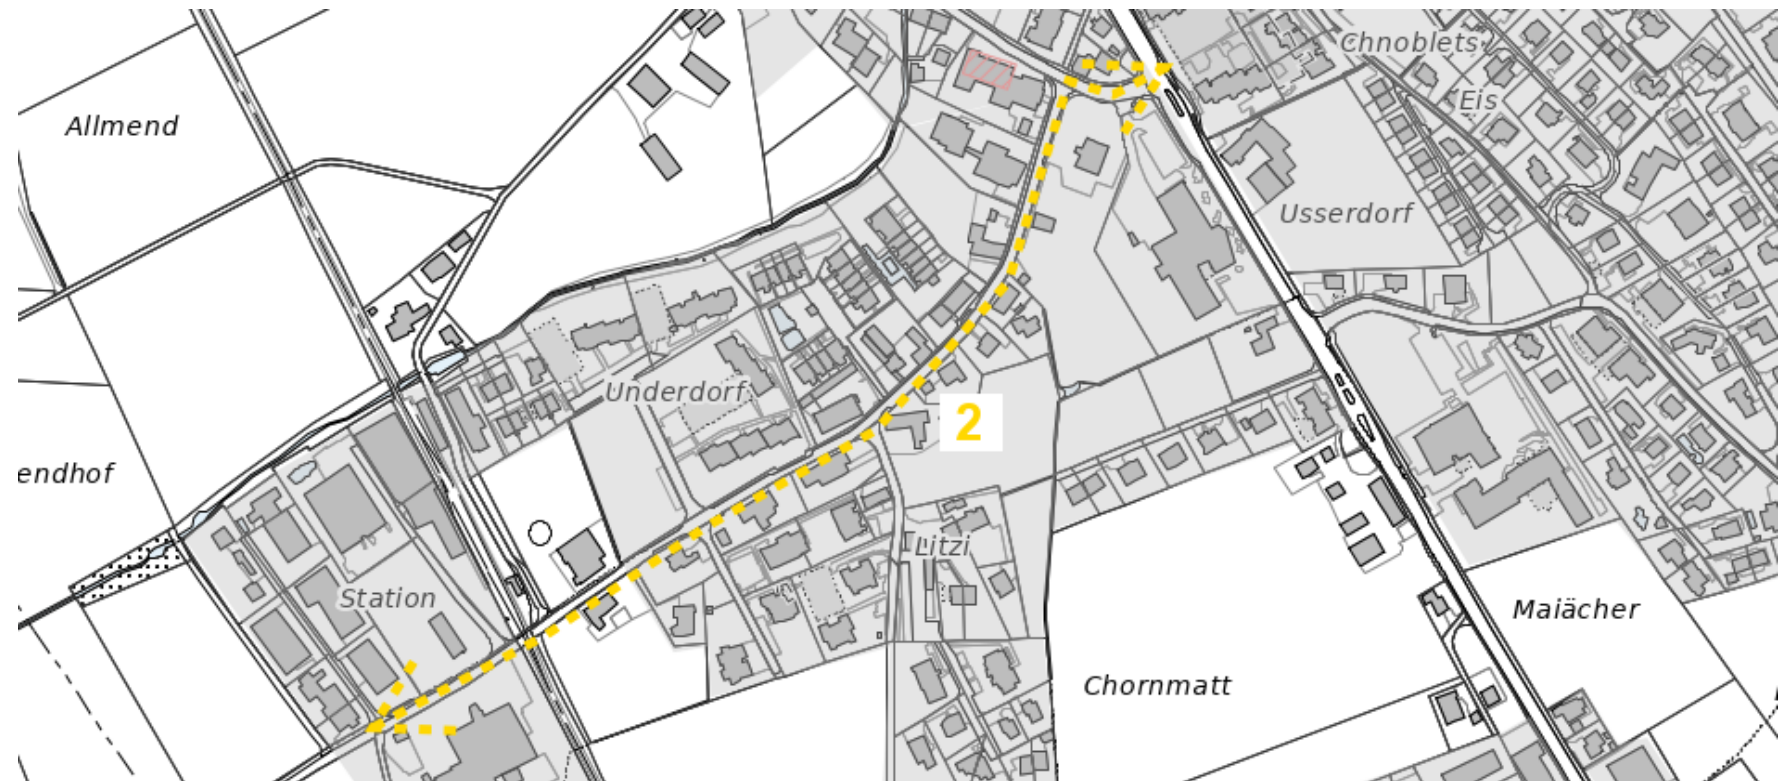 Chnoblets
Eis
Allmend
Usserdorf
Underdorf
2
endhof
Litzi
Station
Maiächer
Chornmatt